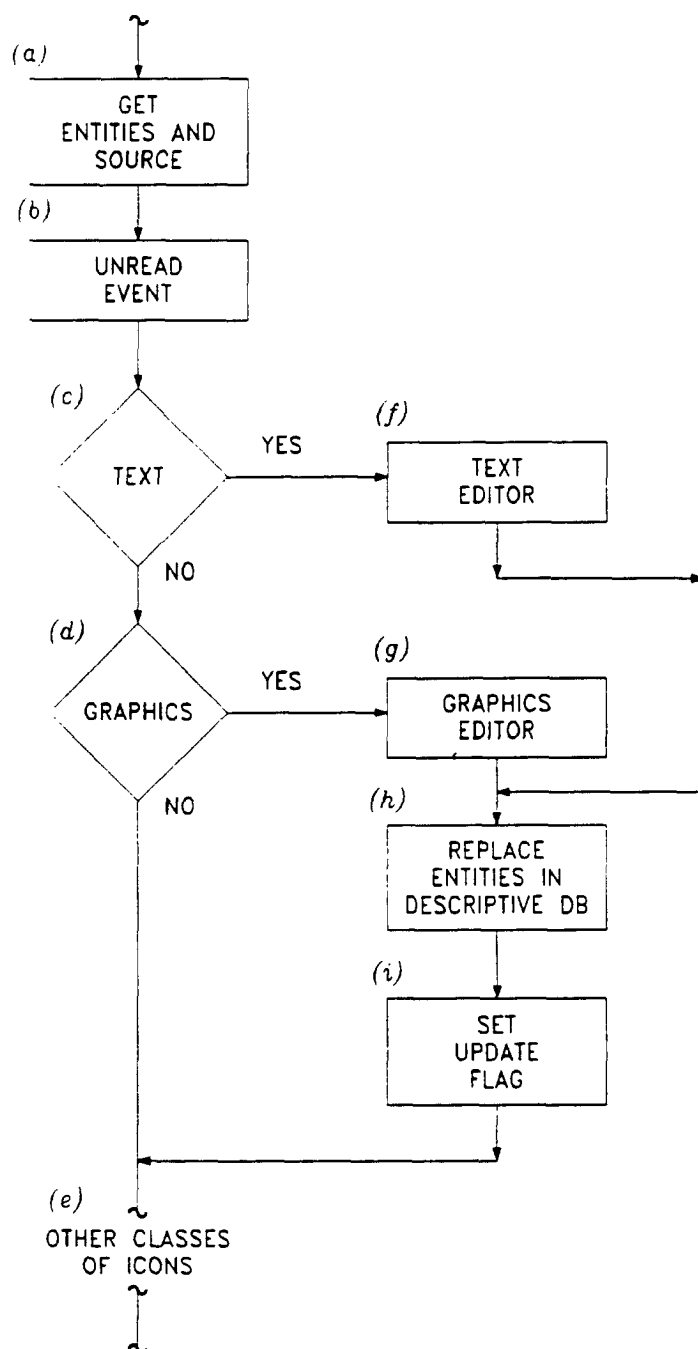 (a)
GET
ENTITIES AND
SOURCE
(b)
UNREAD
EVENT
(c)
TEXT
YES
NO
(f)
TEXT
EDITOR
(d)
GRAPHICS
YES
NO
(g)
GRAPHICS
EDITOR
(h)
REPLACE
ENTITIES IN
DESCRIPTIVE DB
(i)
SET
UPDATE
FLAG
(e)
OTHER CLASSES
OF ICONS